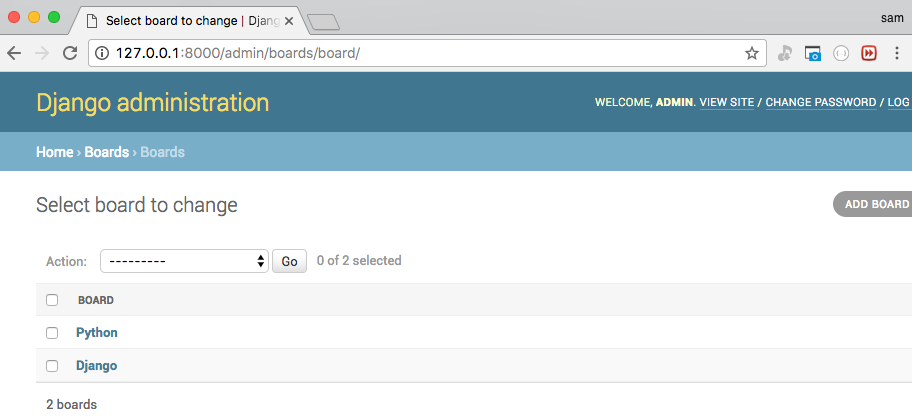 Select board to change | Djang
sam
127.0.0.1:8000/admin/boards/board/
Django administration
WELCOME, ADMIN. VIEW SITE / CHANGE PASSWORD / LOG
Home › Boards › Boards
Select board to change
ADD BOARD
Action: --------- Go 0 of 2 selected
BOARD
Python
Django
2 boards